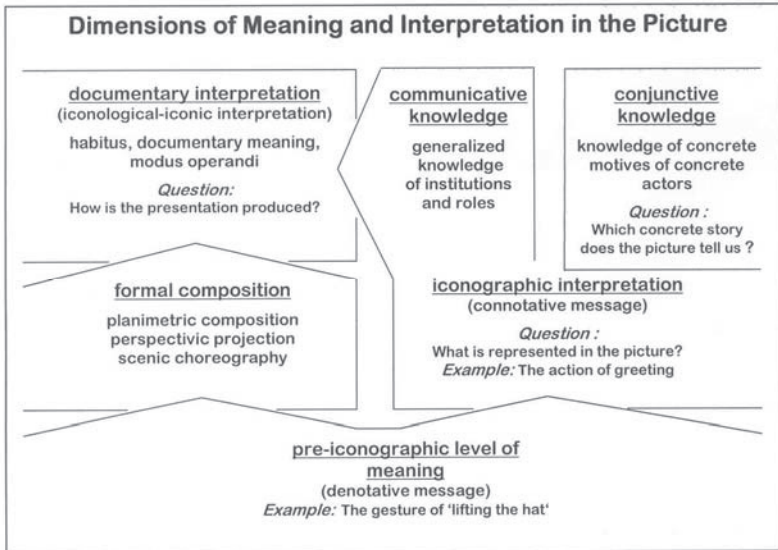 Dimensions of Meaning and Interpretation in the Picture
documentary interpretation
(iconological-iconic interpretation)
habitus, documentary meaning,
modus operandi
Question:
How is the presentation produced?
communicative
knowledge
generalized
knowledge
of institutions
and roles
conjunctive
knowledge
knowledge of concrete
motives of concrete
actors
Question :
Which concrete story
does the picture tell us ?
formal composition
planimetric composition
perspectivic projection
scenic choreography
iconographic interpretation
(connotative message)
Question :
What is represented in the picture?
Example: The action of greeting
pre-iconographic level of
meaning
(denotative message)
Example: The gesture of 'lifting the hat'